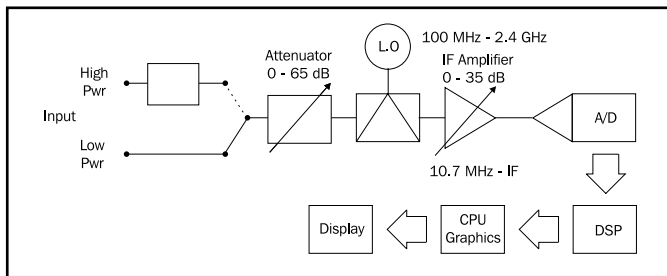 High
Pwr
Input
Low
Pwr
Attenuator
0 - 65 dB
L.O
100 MHz - 2.4 GHz
IF Amplifier
0 - 35 dB
10.7 MHz - IF
A/D
DSP
CPU
Graphics
Display